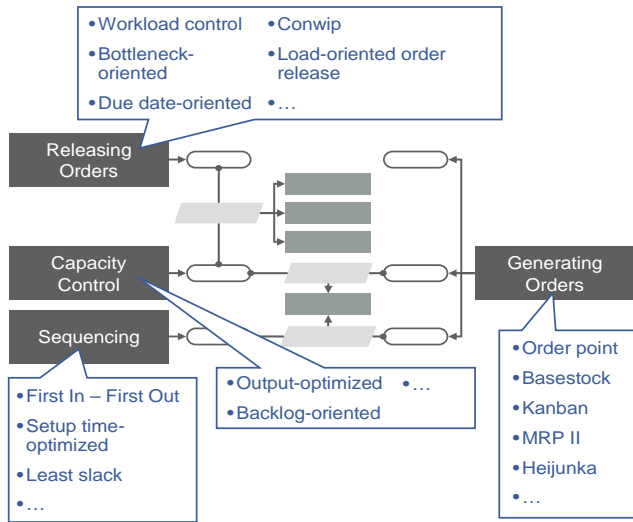 • Workload control
• Bottleneck-
oriented
• Due date-oriented
• Conwip
• Load-oriented order
release
• …
Releasing
Orders
Capacity
Control
Generating
Orders
Sequencing
• First In – First Out
• Setup time-
optimized
• Least slack
• …
• Output-optimized
• Backlog-oriented
• …
• Order point
• Basestock
• Kanban
• MRP II
• Heijunka
• …